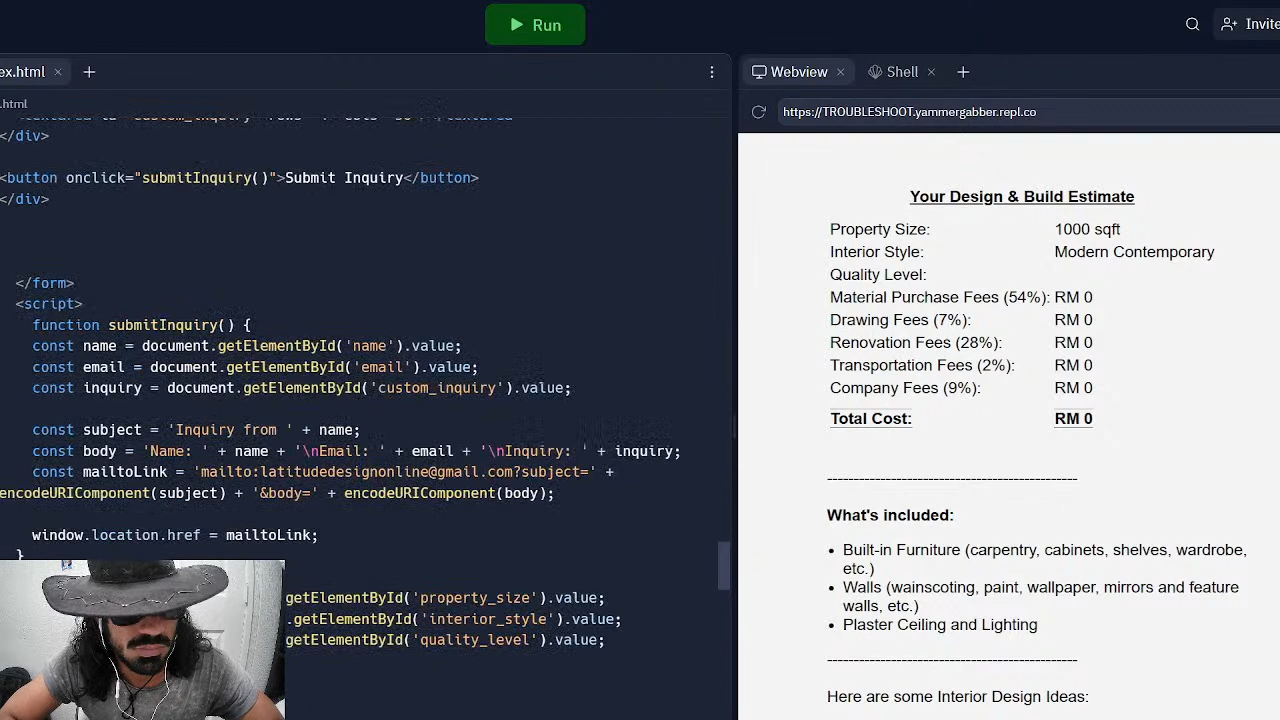 Run
Invite
ex.html
Webview
Shell
.html
https://TROUBLESHOOT.yammergabber.repl.co
</div>
<button onclick="submitInquiry()">Submit Inquiry</button>
</div>
</form>
<script>
function submitInquiry() {
const name = document.getElementById('name').value;
const email = document.getElementById('email').value;
const inquiry = document.getElementById('custom_inquiry').value;
const subject = 'Inquiry from ' + name;
const body = 'Name: ' + name + '\nEmail: ' + email + '\nInquiry: ' + inquiry;
const mailtoLink = 'mailto:latitudedesignonline@gmail.com?subject=' +
encodeURIComponent(subject) + '&body=' + encodeURIComponent(body);
window.location.href = mailtoLink;
}
getElementById('property_size').value;
.getElementById('interior_style').value;
getElementById('quality_level').value;
Your Design & Build Estimate
Property Size: 1000 sqft
Interior Style: Modern Contemporary
Quality Level:
Material Purchase Fees (54%): RM 0
Drawing Fees (7%): RM 0
Renovation Fees (28%): RM 0
Transportation Fees (2%): RM 0
Company Fees (9%): RM 0
Total Cost: RM 0
-----------------------------------------------
What's included:
Built-in Furniture (carpentry, cabinets, shelves, wardrobe,
etc.)
Walls (wainscoting, paint, wallpaper, mirrors and feature
walls, etc.)
Plaster Ceiling and Lighting
-----------------------------------------------
Here are some Interior Design Ideas: